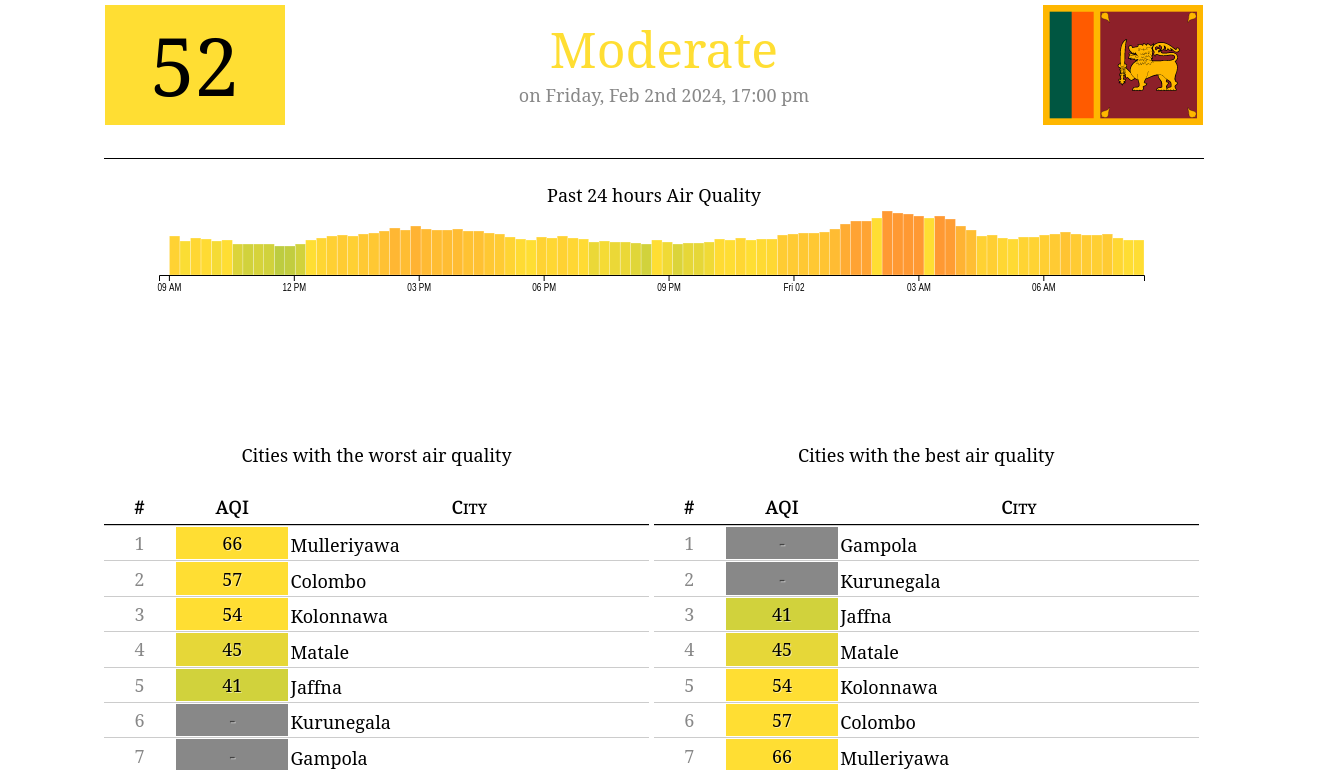 52
Moderate
on Friday, Feb 2nd 2024, 17:00 pm
Past 24 hours Air Quality
09 AM 12 PM 03 PM 06 PM 09 PM Fri 02 03 AM 06 AM
Cities with the worst air quality
# AQI City
1 66 Mulleriyawa
2 57 Colombo
3 54 Kolonnawa
4 45 Matale
5 41 Jaffna
6 - Kurunegala
7 - Gampola
Cities with the best air quality
# AQI City
1 - Gampola
2 - Kurunegala
3 41 Jaffna
4 45 Matale
5 54 Kolonnawa
6 57 Colombo
7 66 Mulleriyawa